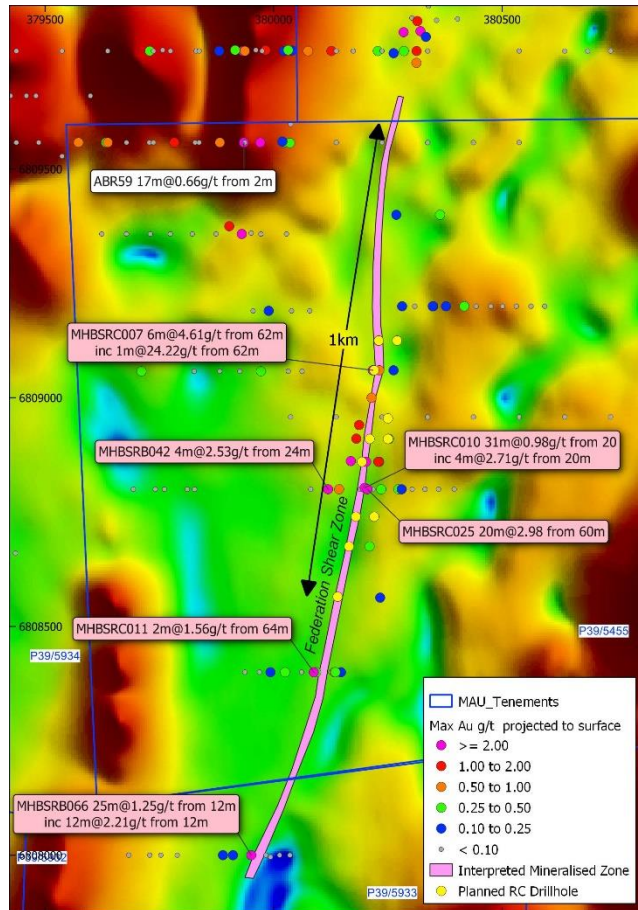 379500
380000
380500
6809500
ABR59 17m@0.66g/t from 2m
MHBSRC007 6m@4.61g/t from 62m
inc 1m@24.22g/t from 62m
1km
6809000
MHBSRB042 4m@2.53g/t from 24m
MHBSRC010 31m@0.98g/t from 20
inc 4m@2.71g/t from 20m
MHBSRC025 20m@2.98 from 60m
Federation Shear Zone
6808500
MHBSRC011 2m@1.56g/t from 64m
P39/5934
P39/5455
MHBSRB066 25m@1.25g/t from 12m
inc 12m@2.21g/t from 12m
P39/5933
MAU_Tenements
Max Au g/t projected to surface
>= 2.00
1.00 to 2.00
0.50 to 1.00
0.25 to 0.50
0.10 to 0.25
< 0.10
Interpreted Mineralised Zone
Planned RC Drillhole